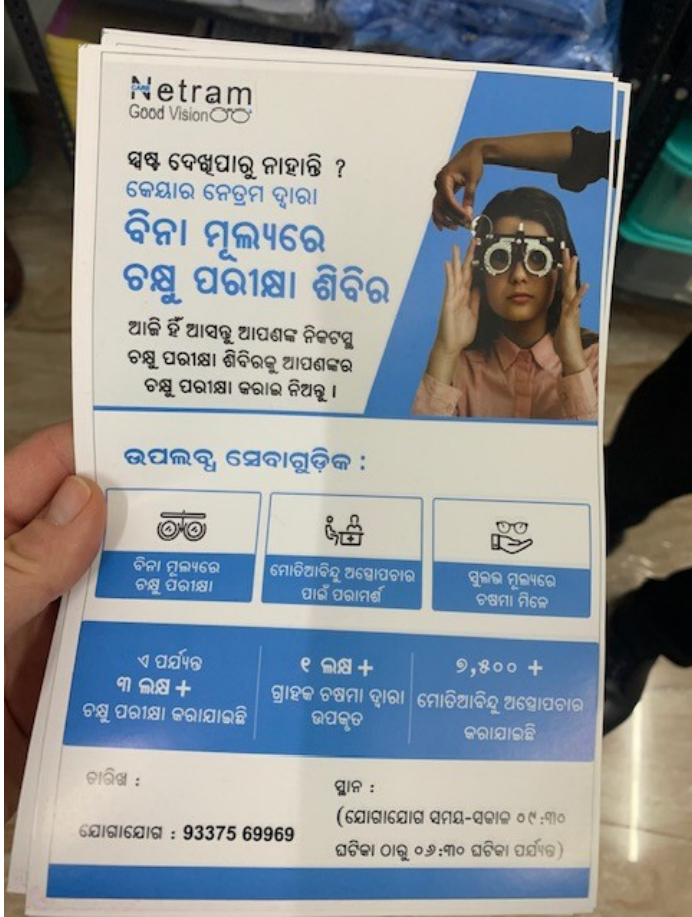 Netram
CARE
Good Vision
ସ୍ପଷ୍ଟ ଦେଖିପାରୁ ନାହାନ୍ତି ?
କେୟାର ନେତ୍ରମ ଦ୍ୱାରା
ବିନା ମୂଲ୍ୟରେ
ଚକ୍ଷୁ ପରୀକ୍ଷା ଶିବିର
ଆଜି ହିଁ ଆସନ୍ତୁ ଆପଣଙ୍କ ନିକଟସ୍ଥ
ଚକ୍ଷୁ ପରୀକ୍ଷା ଶିବିରକୁ ଆପଣଙ୍କର
ଚକ୍ଷୁ ପରୀକ୍ଷା କରାଇ ନିଅନ୍ତୁ ।
ଉପଲବ୍ଧ ସେବାଗୁଡ଼ିକ :
ବିନା ମୂଲ୍ୟରେ
ଚକ୍ଷୁ ପରୀକ୍ଷା
ମୋତିଆବିନ୍ଦୁ ଅସ୍ତ୍ରୋପଚାର
ପାଇଁ ପରାମର୍ଶ
ସୁଲଭ ମୂଲ୍ୟରେ
ଚଷମା ମିଳେ
ଏ ପର୍ଯ୍ୟନ୍ତ
୩ ଲକ୍ଷ +
ଚକ୍ଷୁ ପରୀକ୍ଷା କରାଯାଇଛି
୧ ଲକ୍ଷ +
ଗ୍ରାହକ ଚଷମା ଦ୍ୱାରା
ଉପକୃତ
୭,୫୦୦ +
ମୋତିଆବିନ୍ଦୁ ଅସ୍ତ୍ରୋପଚାର
କରାଯାଇଛି
ତାରିଖ :
ଯୋଗାଯୋଗ : 93375 69969
ସ୍ଥାନ :
(ଯୋଗାଯୋଗ ସମୟ-ସକାଳ ୦୯:୩୦
ଘଟିକା ଠାରୁ ୦୬:୩୦ ଘଟିକା ପର୍ଯ୍ୟନ୍ତ)